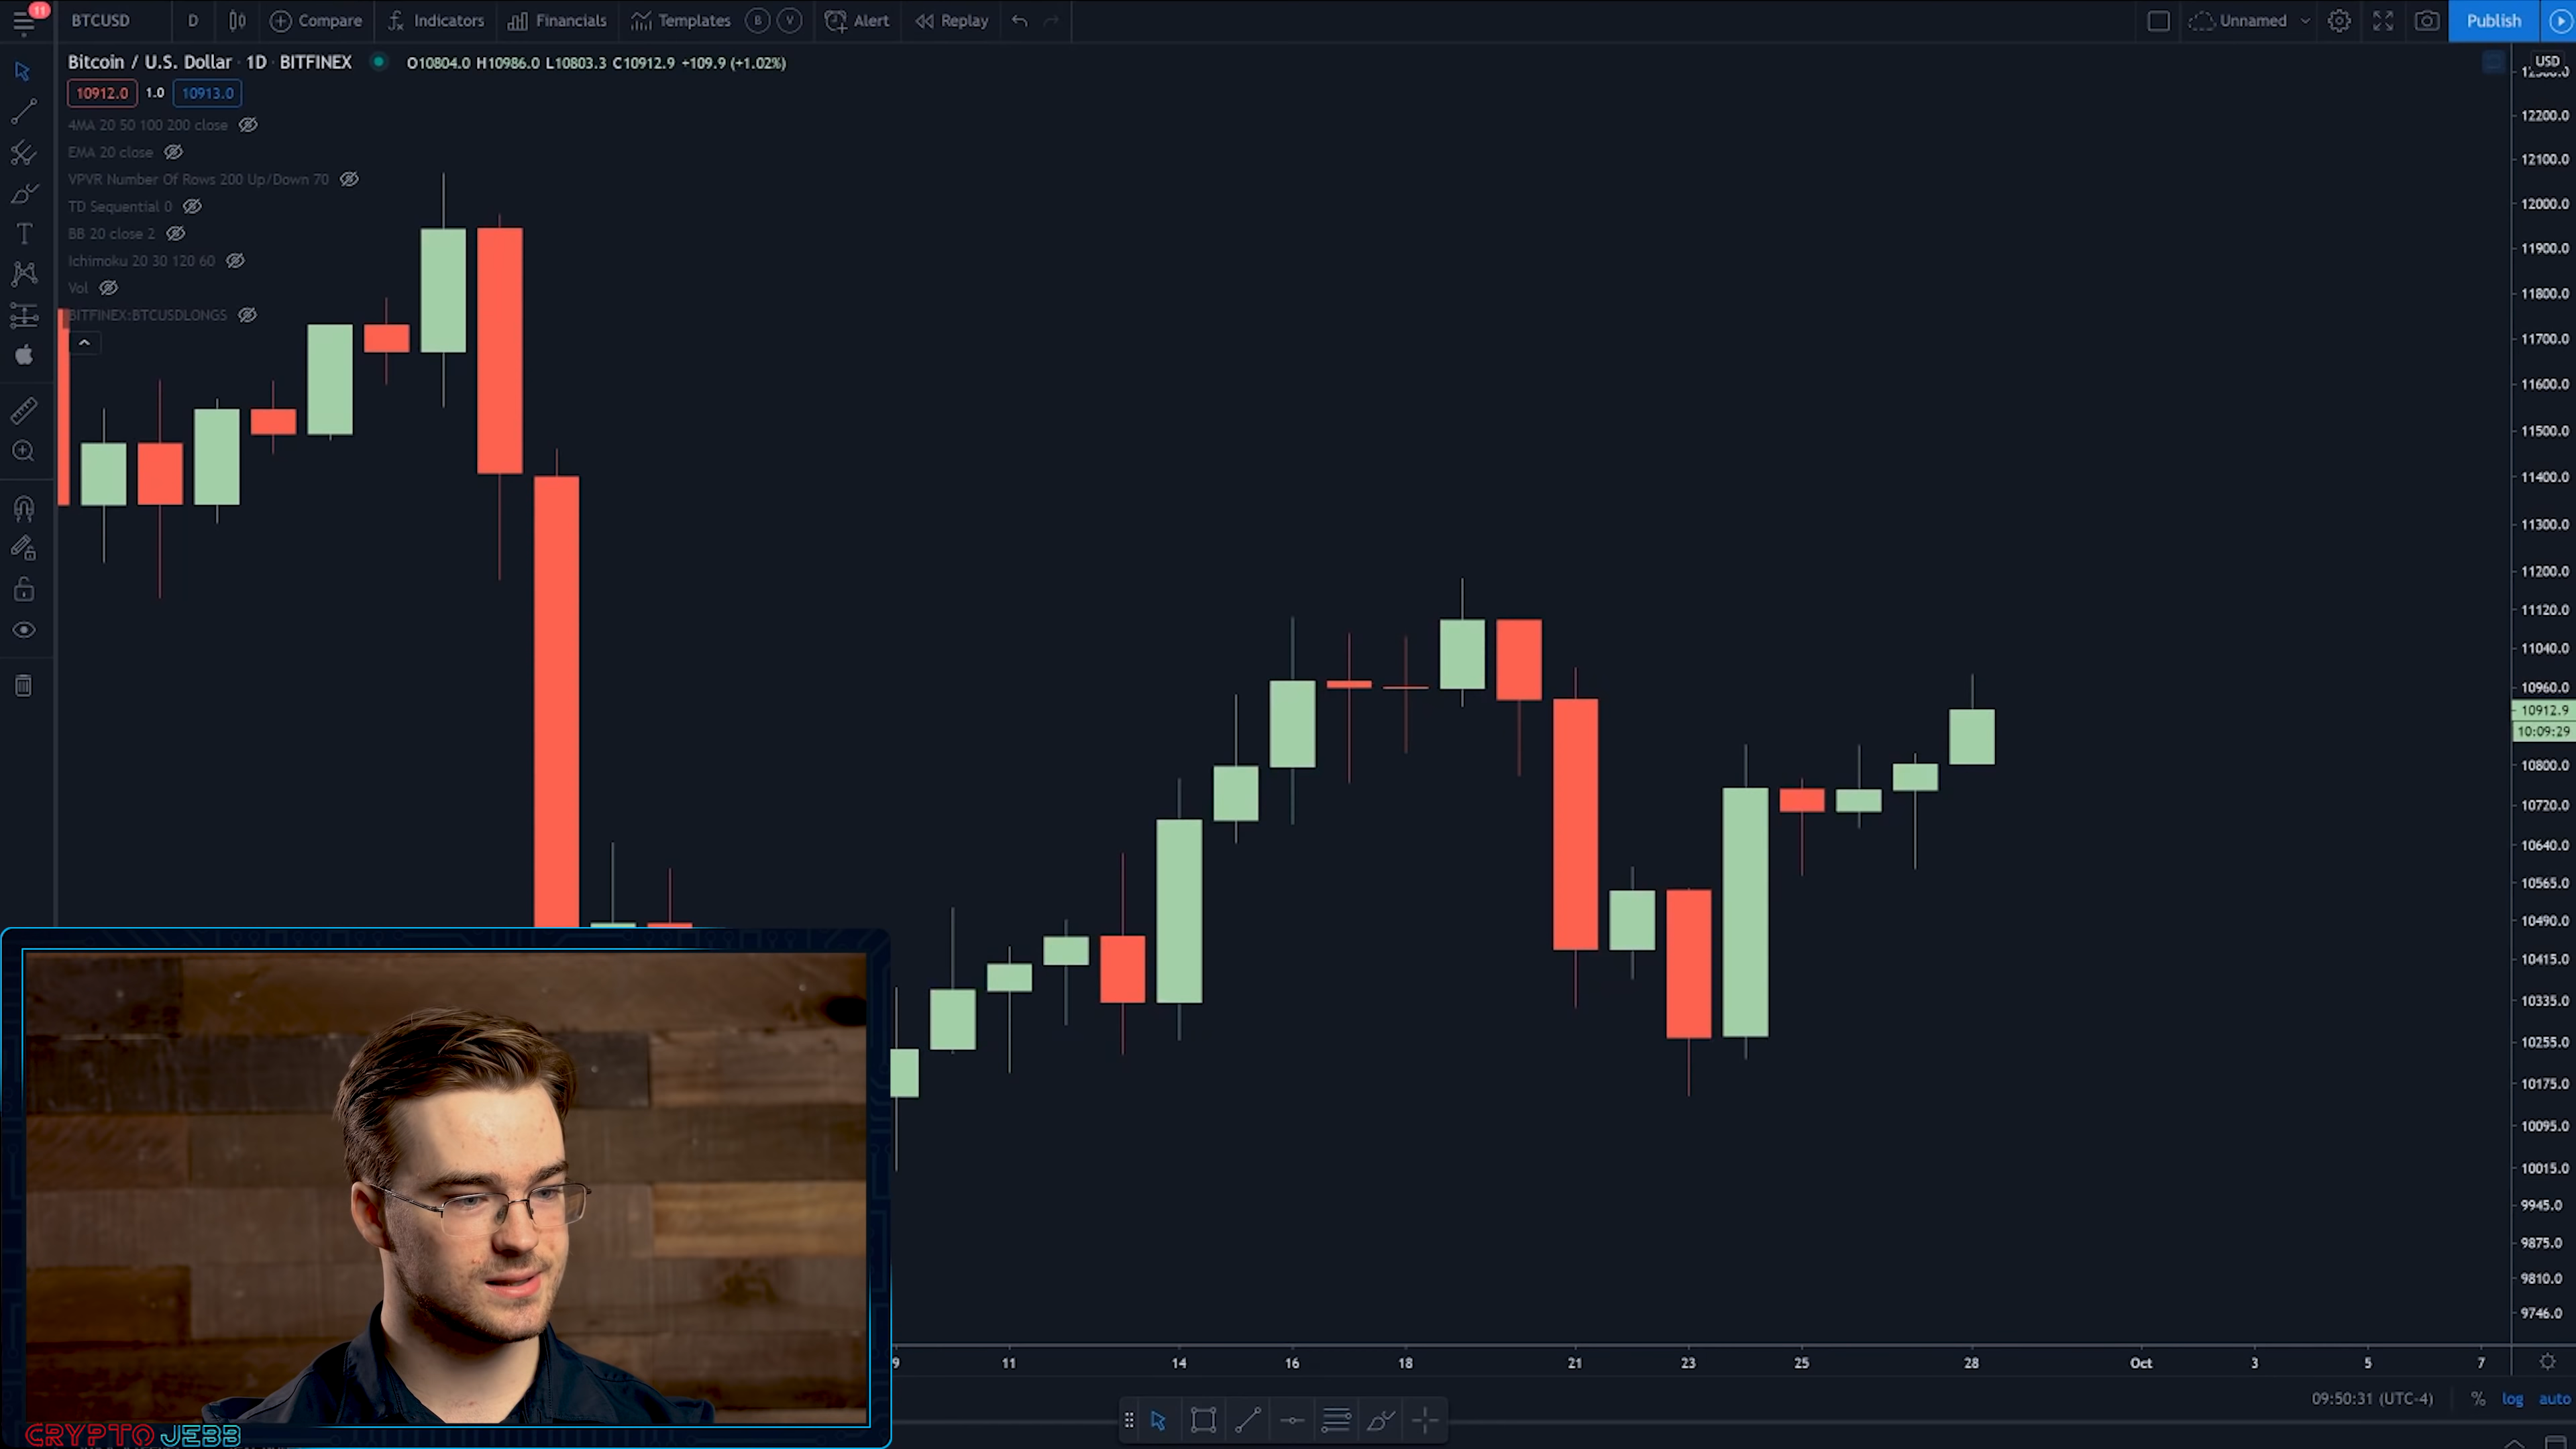 11
BTCUSD D Compare Indicators Financials Templates B V Alert Replay Unnamed Publish
Bitcoin / U.S. Dollar · 1D · BITFINEX O10804.0 H10986.0 L10803.3 C10912.9 +109.9 (+1.02%)
USD
10912.0 1.0 10913.0
4MA 20 50 100 200 close
EMA 20 close
VPVR Number Of Rows 200 Up/Down 70
TD Sequential 0
BB 20 close 2
Ichimoku 20 30 120 60
Vol
BITFINEX:BTCUSDLONGS
12200.0
12100.0
12000.0
11900.0
11800.0
11700.0
11600.0
11500.0
11400.0
11300.0
11200.0
11120.0
11040.0
10960.0
10912.9
10:09:29
10800.0
10720.0
10640.0
10565.0
10490.0
10415.0
10335.0
10255.0
10175.0
10095.0
10015.0
9945.0
9875.0
9810.0
9746.0
9 11 14 16 18 21 23 25 28 Oct 3 5 7
09:50:31 (UTC-4) % log auto
CRYPTO JEBB